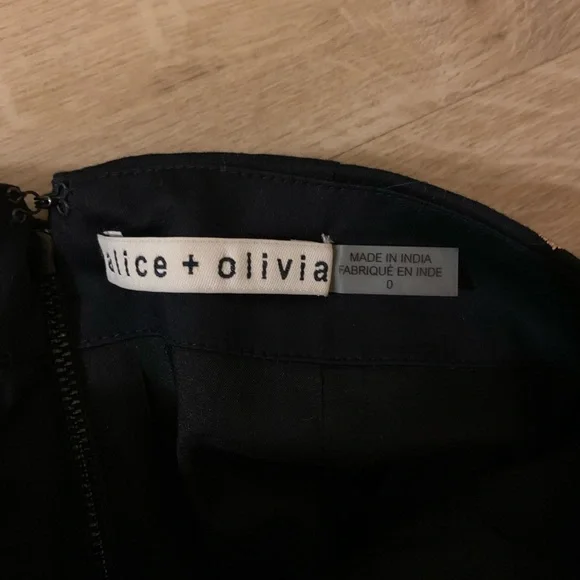 alice + olivia
MADE IN INDIA
FABRIQUÉ EN INDE
0